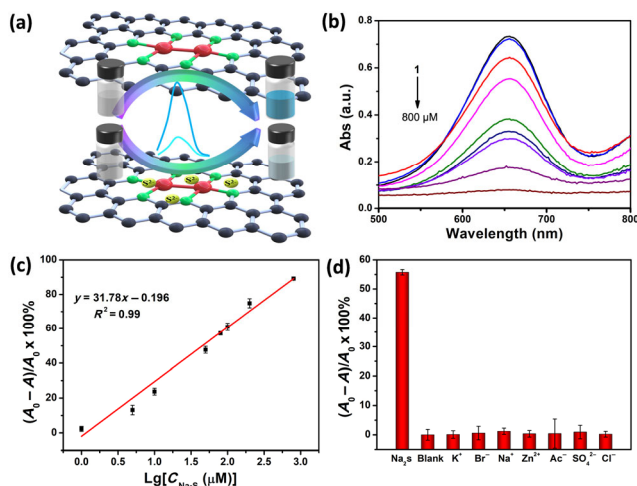 (a)
(b)
0.8
0.6
0.4
0.2
0.0
Abs (a.u.)
1
800 μM
500
600
700
800
Wavelength (nm)
(c)
100
80
60
40
20
0
(A₀ – A)/A₀ x 100%
y = 31.78x – 0.196
R² = 0.99
0.0
0.5
1.0
1.5
2.0
2.5
3.0
Lg[C Na₂S (μM)]
(d)
60
50
40
30
20
10
0
(A₀ – A)/A₀ x 100%
Na₂s
Blank
K⁺
Br⁻
Na⁺
Zn²⁺
Ac⁻
SO₄²⁻
Cl⁻